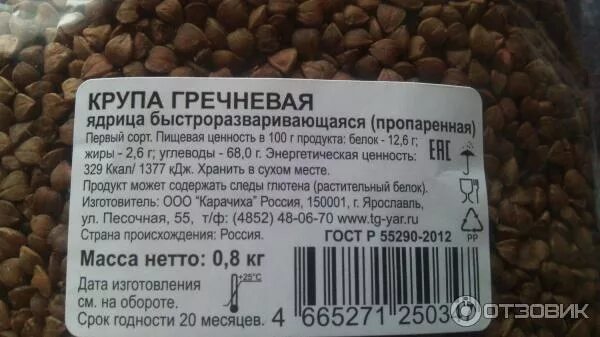 КРУПА ГРЕЧНЕВАЯ
ядрица быстроразваривающаяся (пропаренная)
Первый сорт. Пищевая ценность в 100 г продукта: белок - 12,6 г;
жиры - 2,6 г; углеводы - 68,0 г. Энергетическая ценность:
329 Ккал/ 1377 кДж. Хранить в сухом месте.
EAC
Продукт может содержать следы глютена (растительный белок).
Изготовитель: ООО "Карачиха" Россия, 150001, г. Ярославль,
ул. Песочная, 55, т/ф: (4852) 48-06-70 www.tg-yar.ru
Страна происхождения: Россия. ГОСТ Р 55290-2012
PP
Масса нетто: 0,8 кг
+25°C
Дата изготовления
см. на обороте.
Срок годности 20 месяцев.
4 665271 25034
ОТЗОВИК